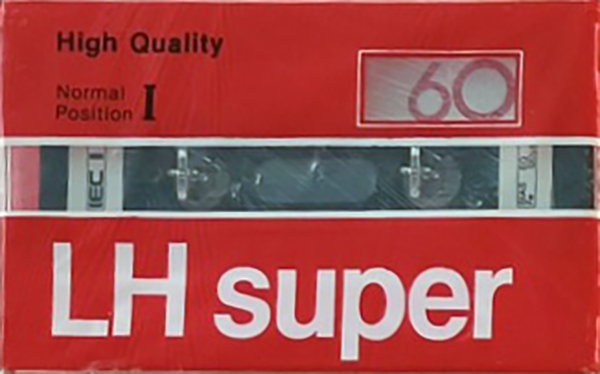 High Quality
Normal
Position I
60
IEC I
LH super